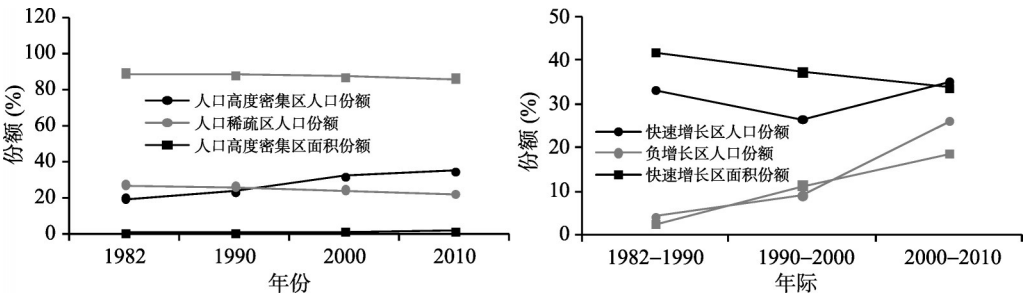 120
100
80
60
40
20
0
份额 (%)
人口高度密集区人口份额
人口稀疏区人口份额
人口高度密集区面积份额
1982
1990
2000
2010
年份
50
40
30
20
10
0
份额 (%)
快速增长区人口份额
负增长区人口份额
快速增长区面积份额
1982–1990
1990–2000
2000–2010
年际